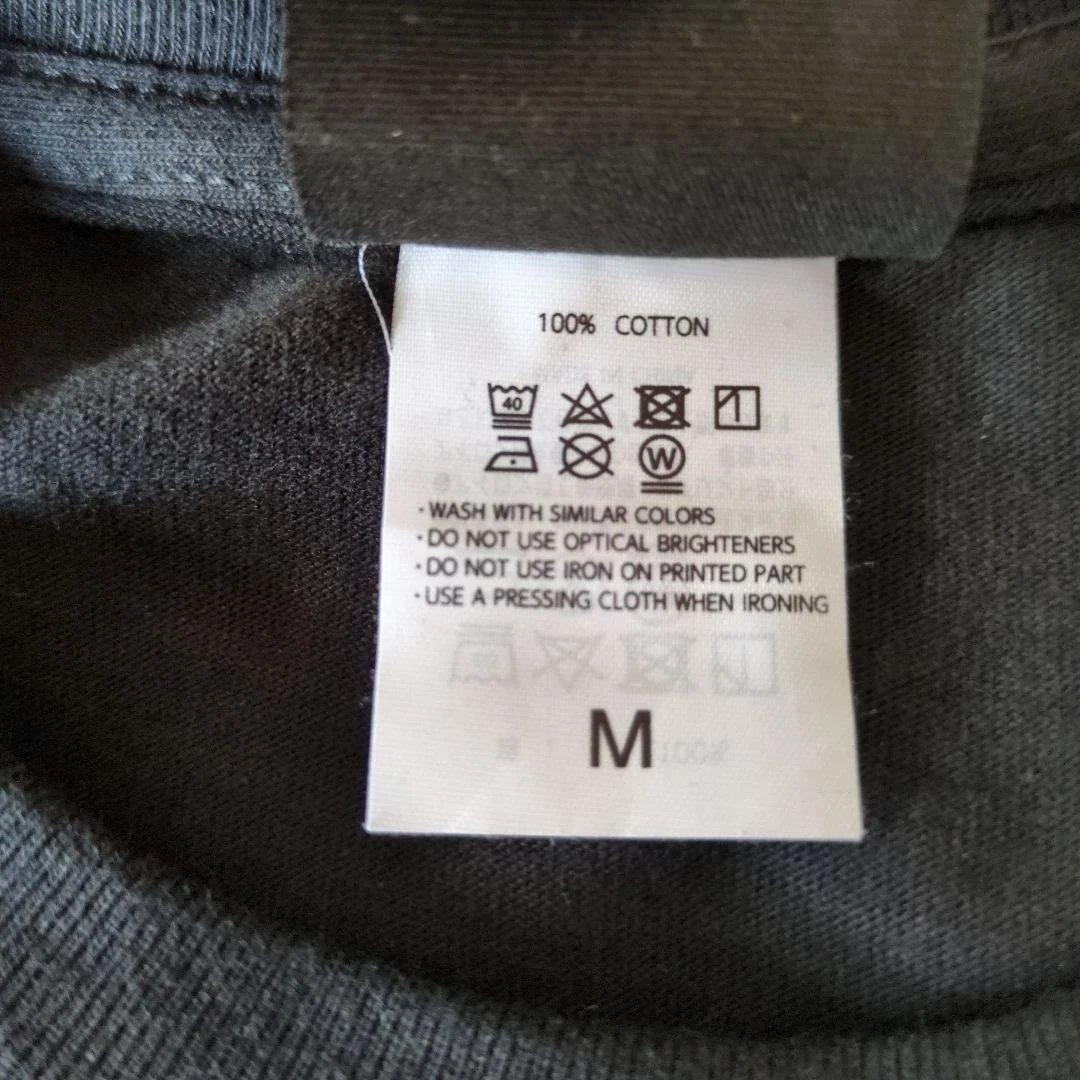 100% COTTON
40
W
· WASH WITH SIMILAR COLORS
· DO NOT USE OPTICAL BRIGHTENERS
· DO NOT USE IRON ON PRINTED PART
· USE A PRESSING CLOTH WHEN IRONING
M